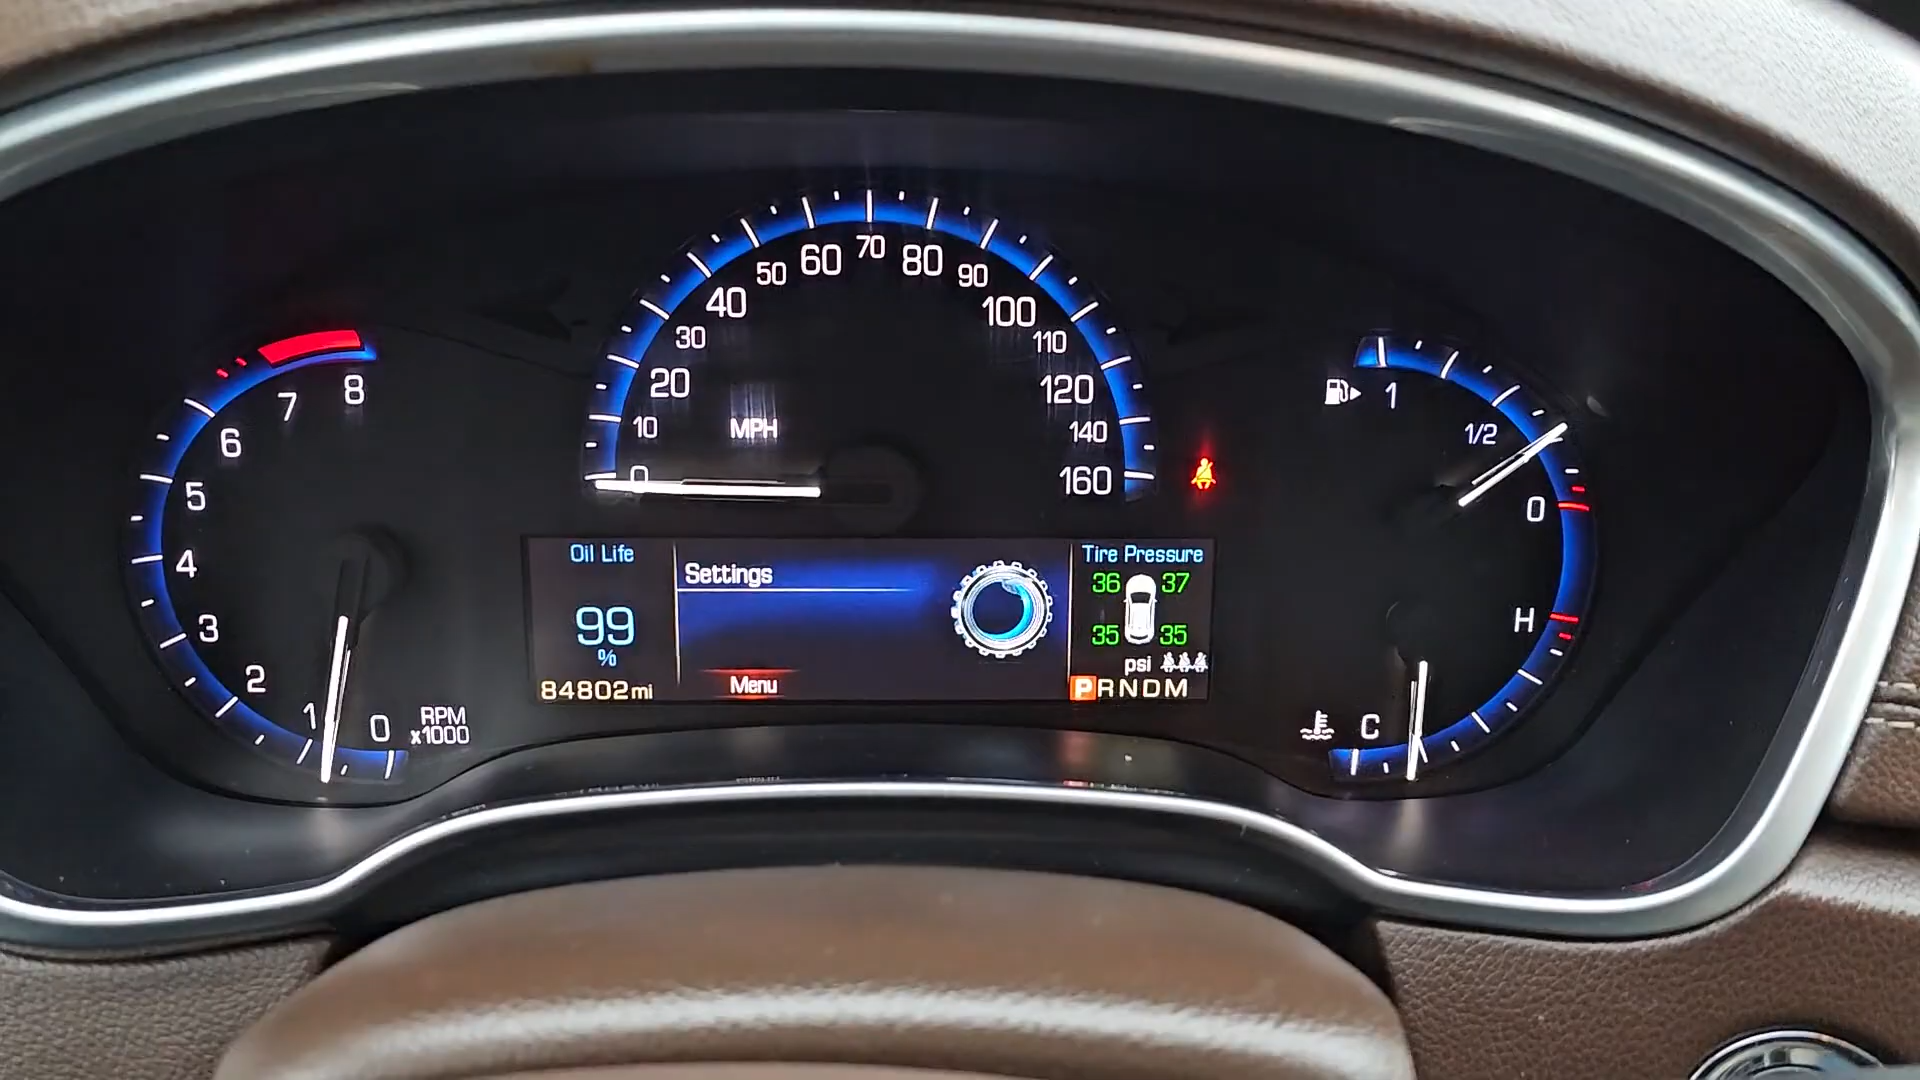 8
7
6
5
4
3
2
1
0
RPM
x1000
0
10
20
30
40
50
60
70
80
90
100
110
120
140
160
MPH
1
1/2
0
H
C
Oil Life
99
%
84802mi
Settings
Menu
Tire Pressure
36 37
35 35
psi
PRNDM